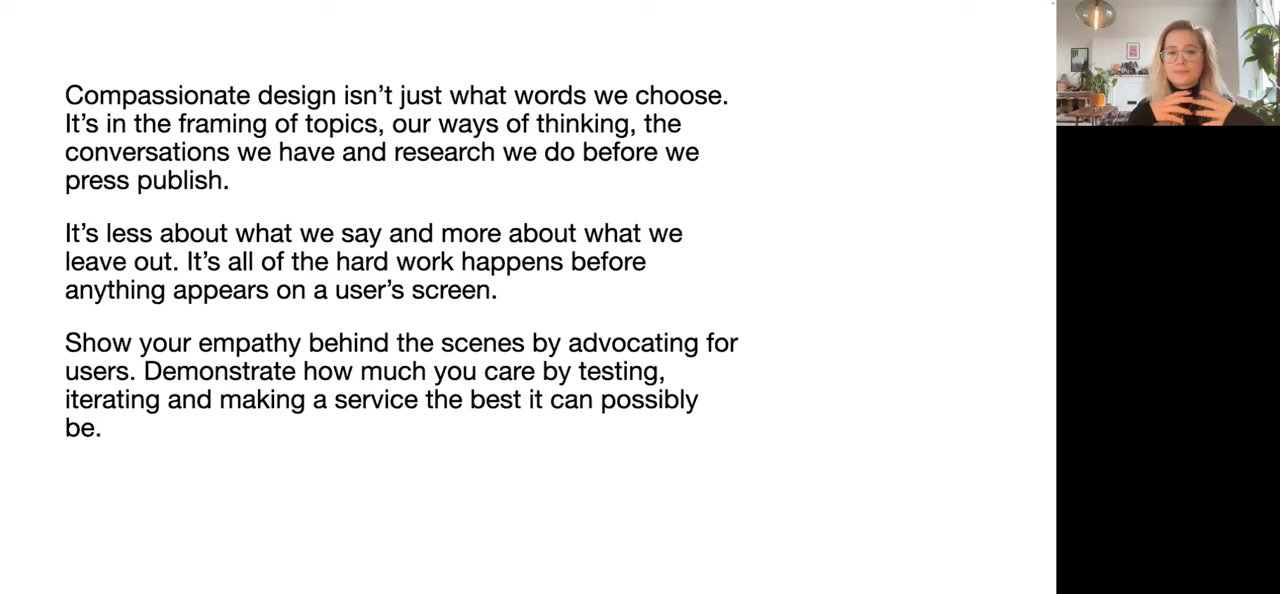 Compassionate design isn’t just what words we choose.
It’s in the framing of topics, our ways of thinking, the
conversations we have and research we do before we
press publish.
It’s less about what we say and more about what we
leave out. It’s all of the hard work happens before
anything appears on a user’s screen.
Show your empathy behind the scenes by advocating for
users. Demonstrate how much you care by testing,
iterating and making a service the best it can possibly
be.